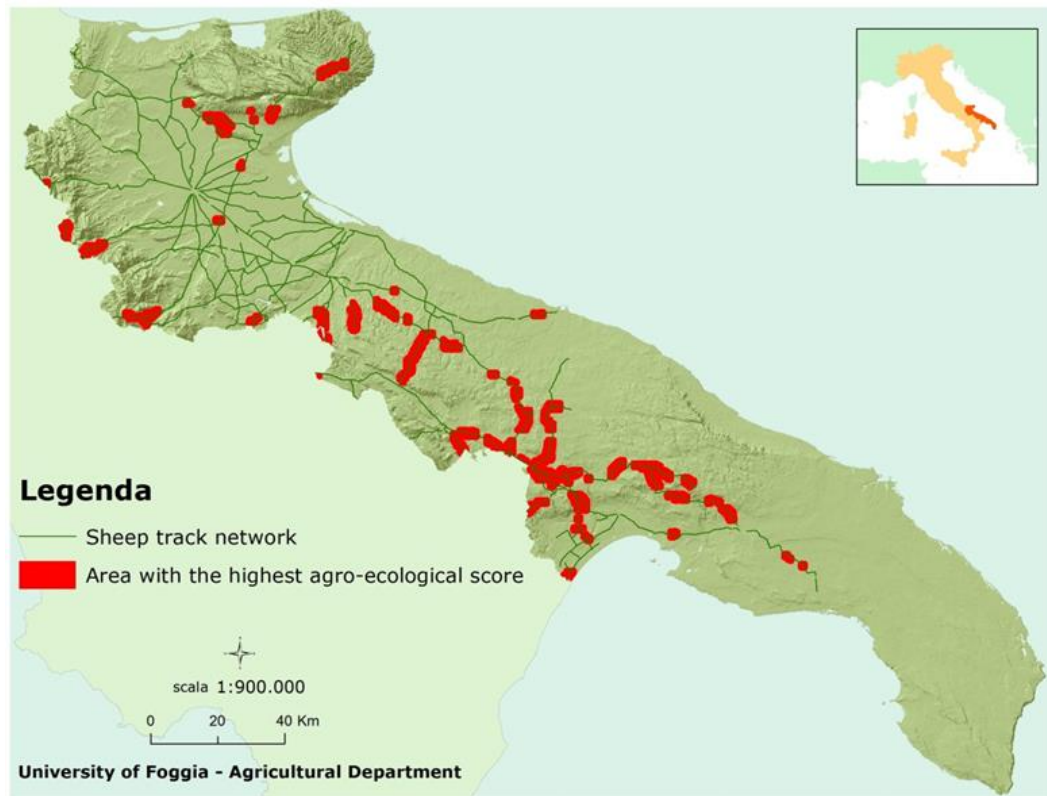 Legenda
Sheep track network
Area with the highest agro-ecological score
scala 1:900.000
0 20 40 Km
University of Foggia - Agricultural Department